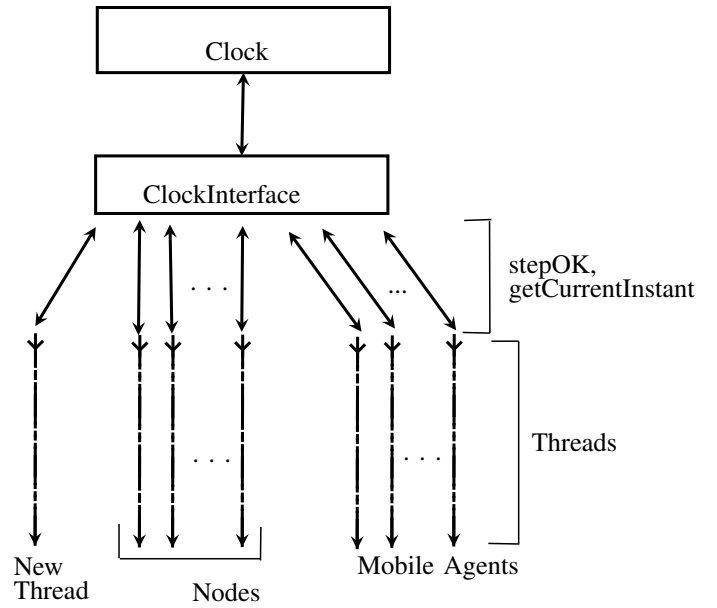 Clock
ClockInterface
stepOK,
getCurrentInstant
. . .
...
Threads
. . .
. . .
New
Thread
Nodes
Mobile Agents